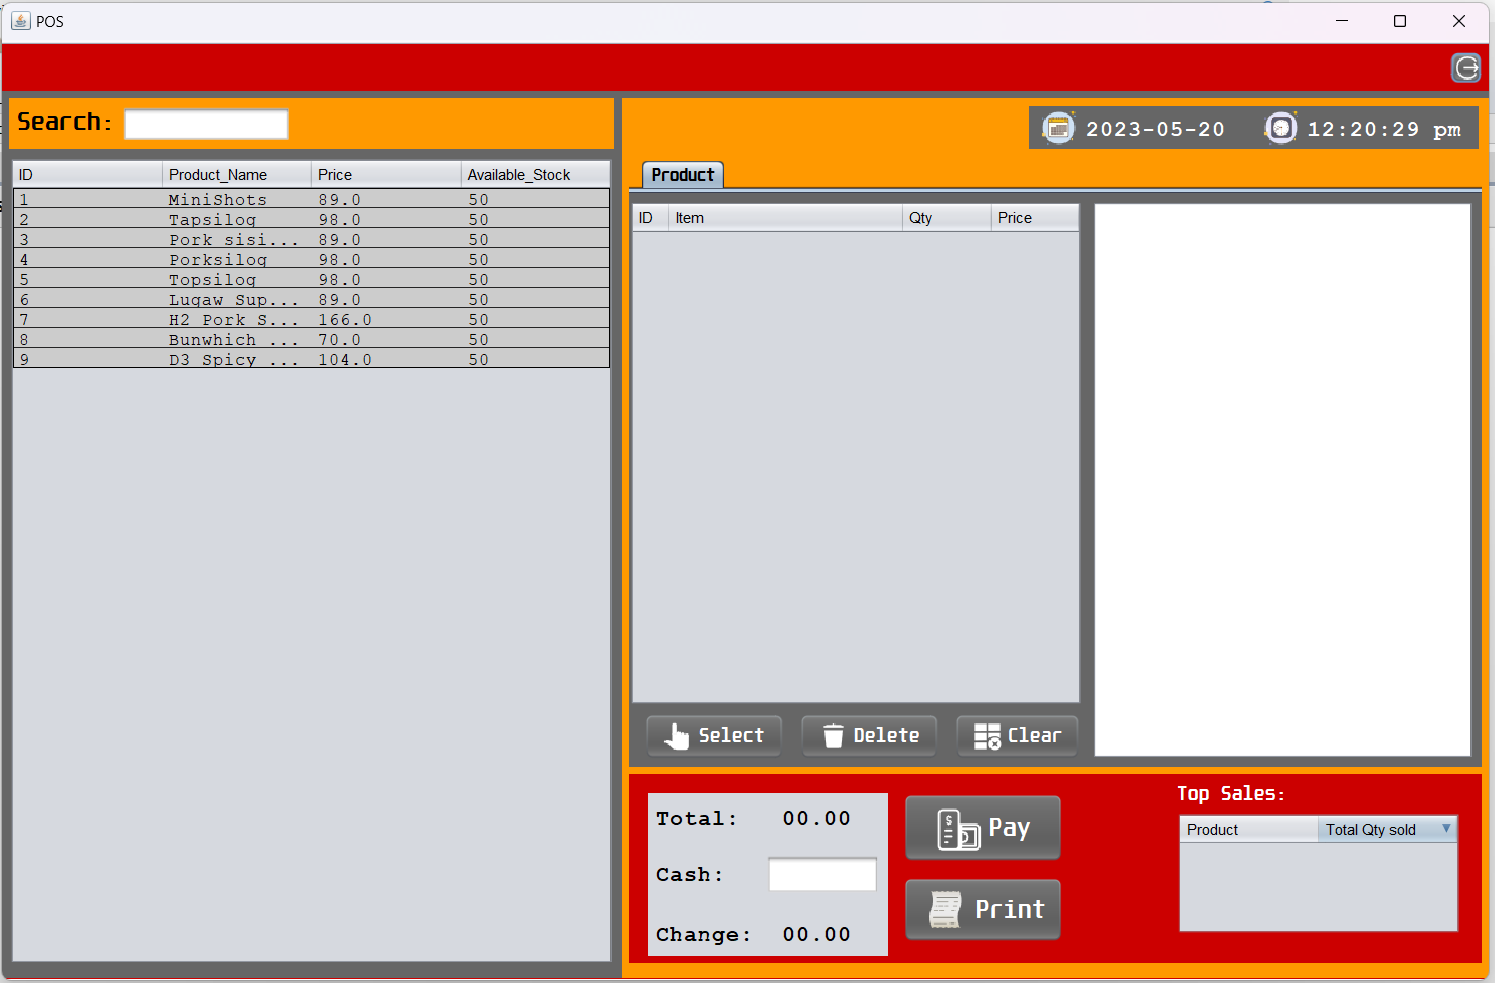 POS
Search:
2023-05-20 12:20:29 pm
ID Product_Name Price Available_Stock
1 MiniShots 89.0 50
2 Tapsilog 98.0 50
3 Pork sisi... 89.0 50
4 Porksilog 98.0 50
5 Topsilog 98.0 50
6 Lugaw Sup... 89.0 50
7 H2 Pork S... 166.0 50
8 Bunwhich ... 70.0 50
9 D3 Spicy ... 104.0 50
Product
ID Item Qty Price
Select Delete Clear
Total: 00.00
Cash:
Change: 00.00
Pay
Print
Top Sales:
Product Total Qty sold